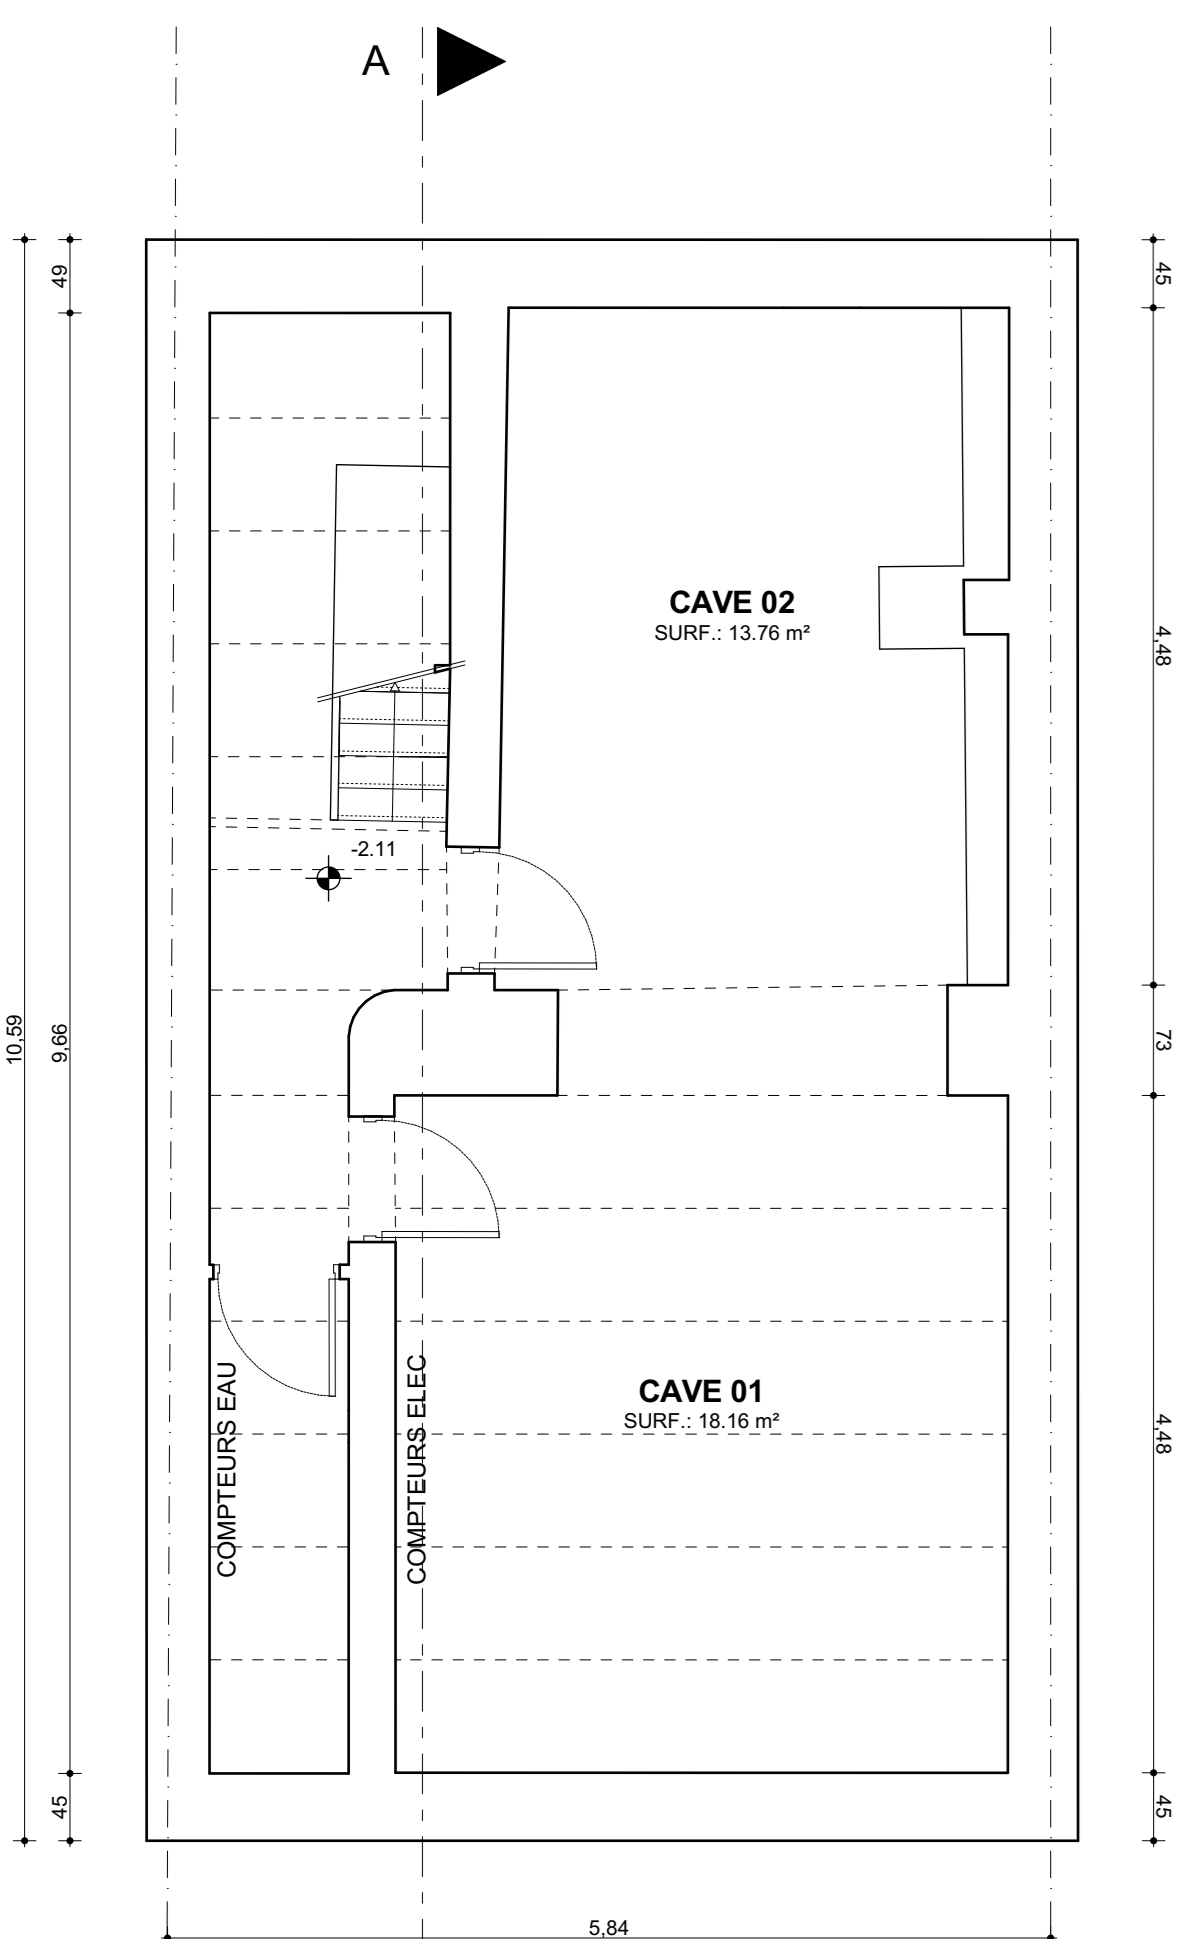 A
49
45
CAVE 02
SURF.: 13.76 m²
4,48
-2.11
10,59
9,66
73
COMPTEURS EAU
COMPTEURS ELEC
CAVE 01
SURF.: 18.16 m²
4,48
45
45
5,84